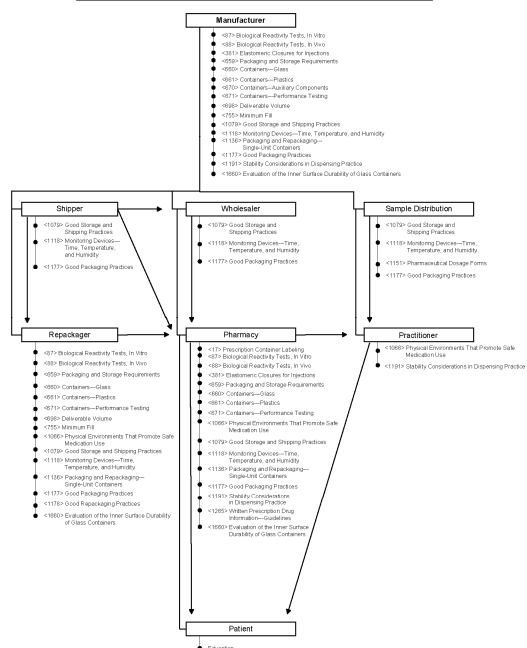 Manufacturer
<87> Biological Reactivity Tests, In Vitro
<88> Biological Reactivity Tests, In Vivo
<381> Elastomeric Closures for Injections
<659> Packaging and Storage Requirements
<660> Containers—Glass
<661> Containers—Plastics
<670> Containers—Auxiliary Components
<671> Containers—Performance Testing
<698> Deliverable Volume
<755> Minimum Fill
<1079> Good Storage and Shipping Practices
<1118> Monitoring Devices—Time, Temperature, and Humidity
<1136> Packaging and Repackaging—
Single-Unit Containers
<1177> Good Packaging Practices
<1191> Stability Considerations in Dispensing Practice
<1660> Evaluation of the Inner Surface Durability of Glass Containers
Shipper
<1079> Good Storage and
Shipping Practices
<1118> Monitoring Devices—
Time, Temperature,
and Humidity
<1177> Good Packaging Practices
Wholesaler
<1079> Good Storage and
Shipping Practices
<1118> Monitoring Devices—Time,
Temperature, and Humidity
<1177> Good Packaging Practices
Sample Distribution
<1079> Good Storage and
Shipping Practices
<1118> Monitoring Devices—Time,
Temperature, and Humidity
<1151> Pharmaceutical Dosage Forms
<1177> Good Packaging Practices
Repackager
<87> Biological Reactivity Tests, In Vitro
<88> Biological Reactivity Tests, In Vivo
<659> Packaging and Storage Requirements
<660> Containers—Glass
<661> Containers—Plastics
<671> Containers—Performance Testing
<698> Deliverable Volume
<755> Minimum Fill
<1066> Physical Environments That Promote Safe
Medication Use
<1079> Good Storage and Shipping Practices
<1118> Monitoring Devices—Time,
Temperature, and Humidity
<1136> Packaging and Repackaging—
Single-Unit Containers
<1177> Good Packaging Practices
<1178> Good Repackaging Practices
<1660> Evaluation of the Inner Surface Durability
of Glass Containers
Pharmacy
<17> Prescription Container Labeling
<87> Biological Reactivity Tests, In Vitro
<88> Biological Reactivity Tests, In Vivo
<381> Elastomeric Closures for Injections
<659> Packaging and Storage Requirements
<660> Containers—Glass
<661> Containers—Plastics
<671> Containers—Performance Testing
<1066> Physical Environments That Promote Safe
Medication Use
<1079> Good Storage and Shipping Practices
<1118> Monitoring Devices—Time,
Temperature, and Humidity
<1136> Packaging and Repackaging—
Single-Unit Containers
<1177> Good Packaging Practices
<1191> Stability Considerations
in Dispensing Practice
<1265> Written Prescription Drug
Information—Guidelines
<1660> Evaluation of the Inner Surface
Durability of Glass Containers
Practitioner
<1066> Physical Environments That Promote Safe
Medication Use
<1191> Stability Considerations in Dispensing Practice
Patient